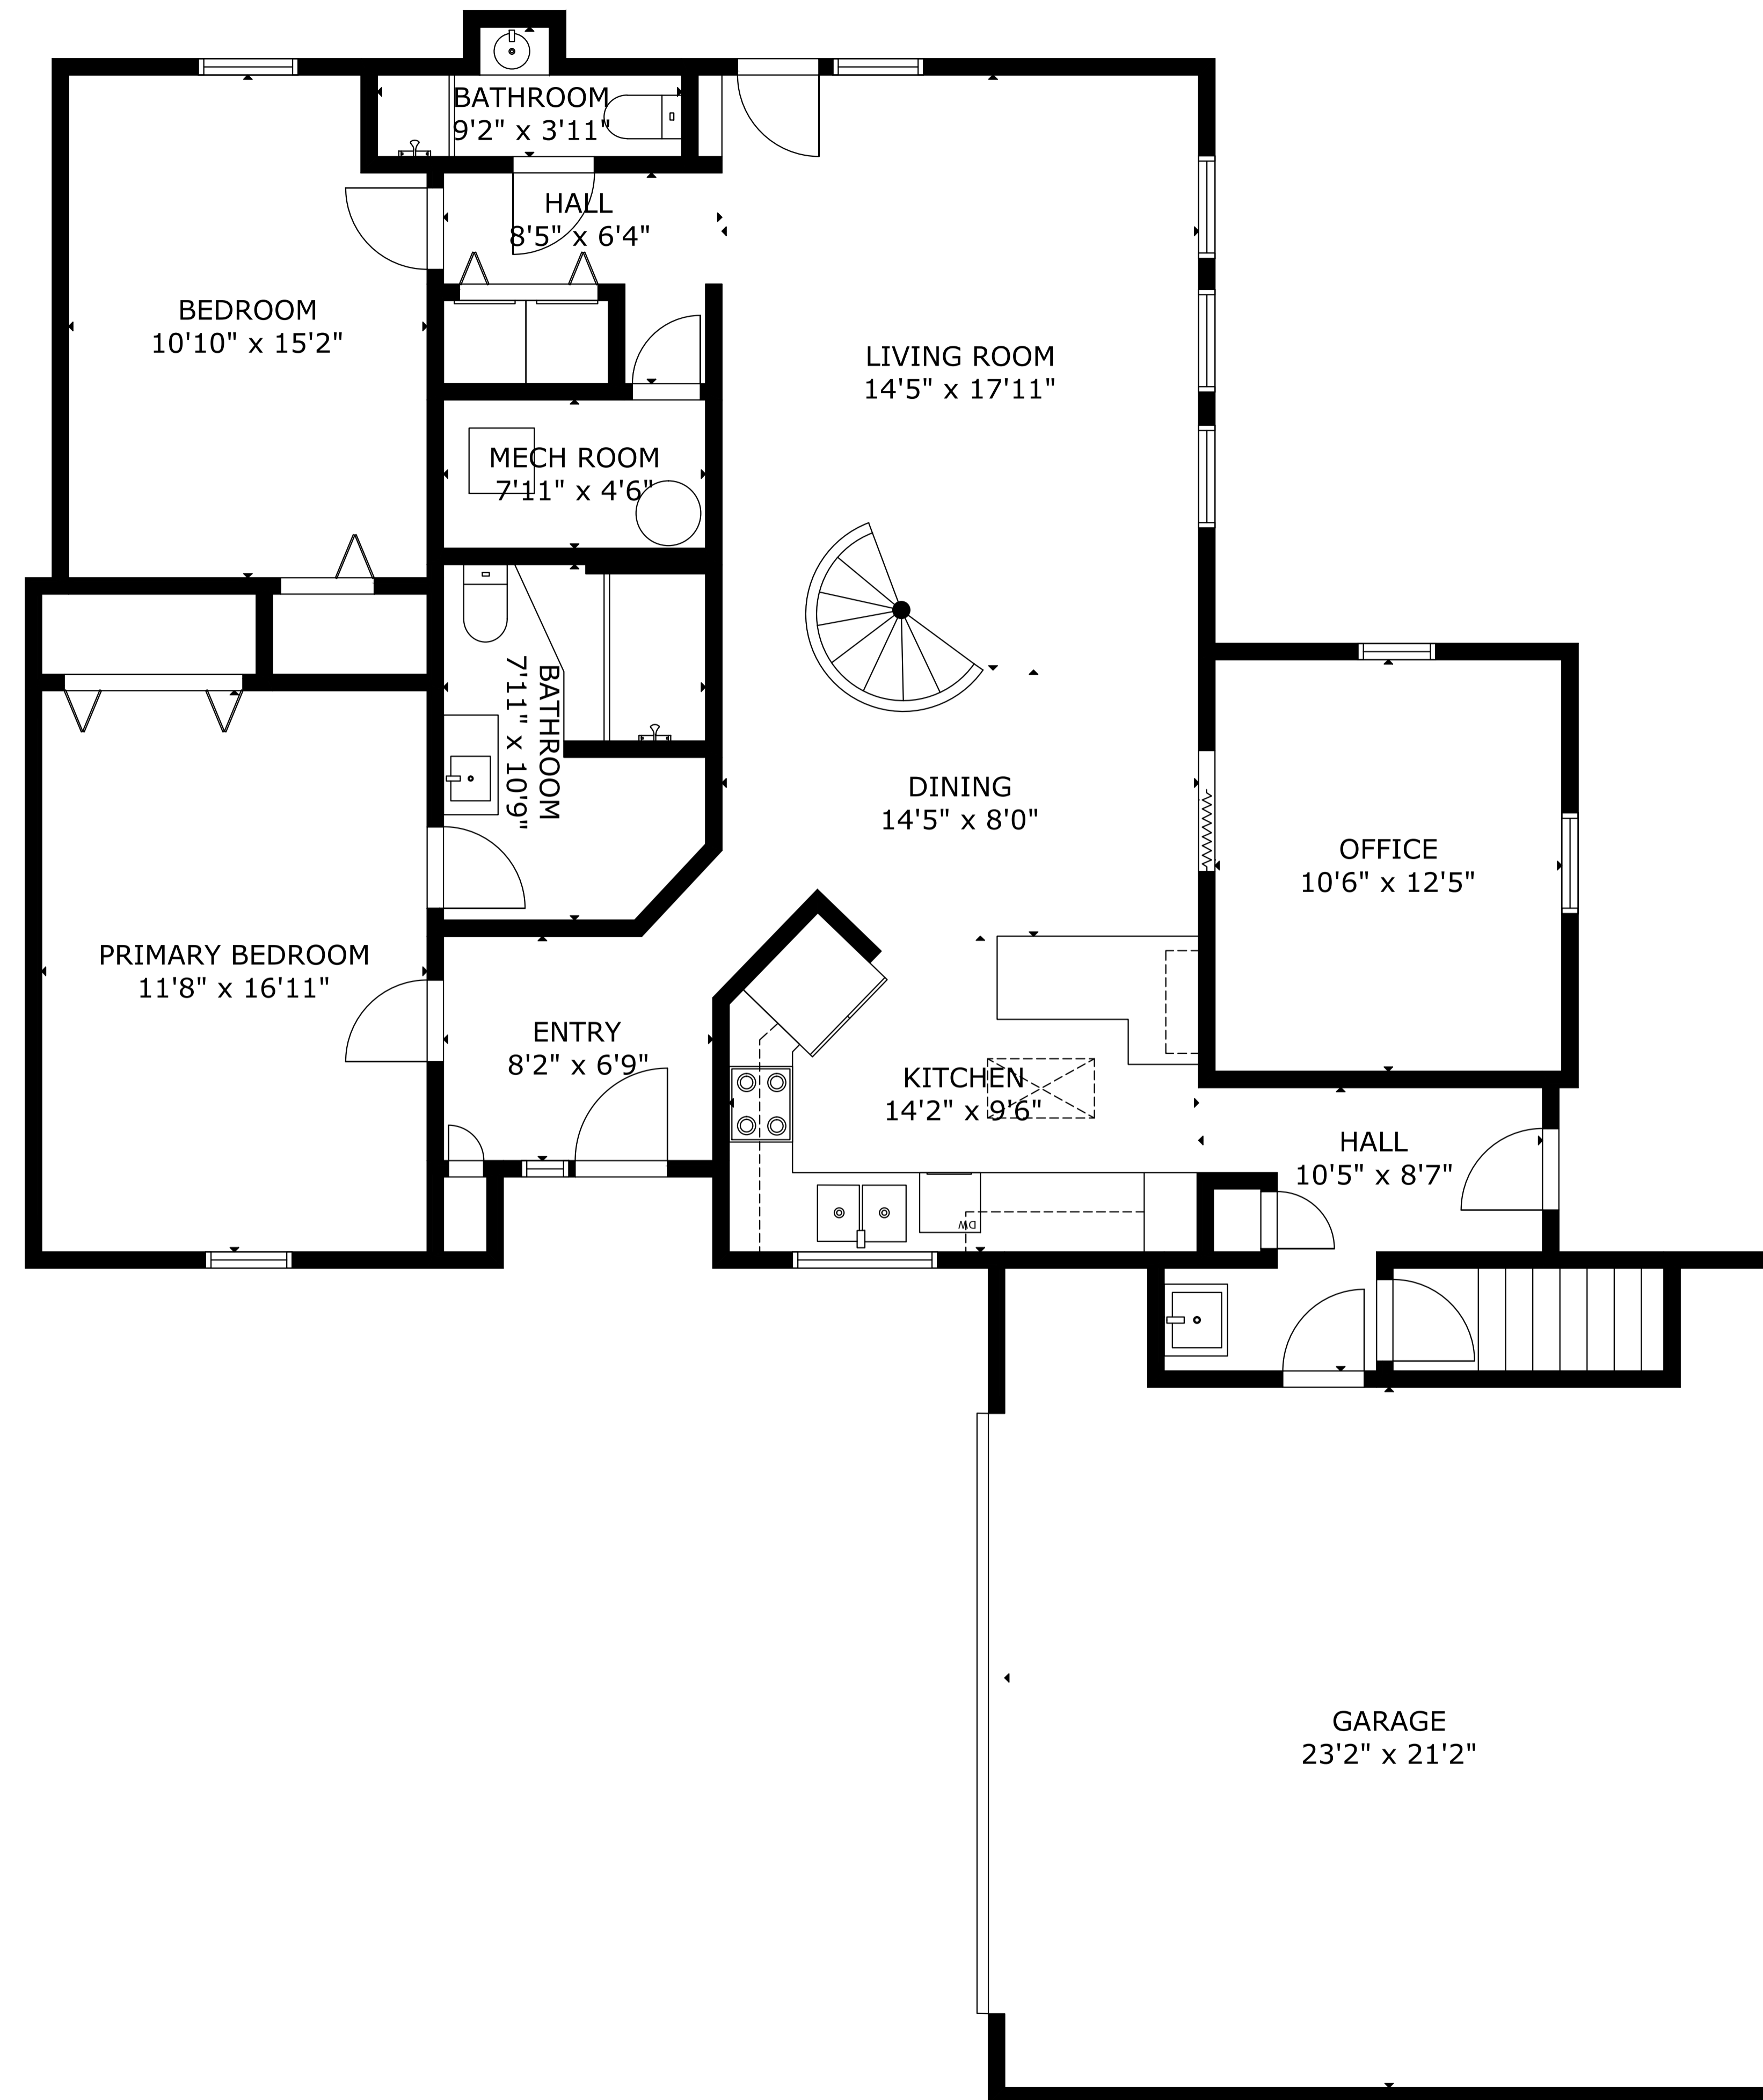 BATHROOM
9'2" x 3'11"
HALL
8'5" x 6'4"
BEDROOM
10'10" x 15'2"
LIVING ROOM
14'5" x 17'11"
MECH ROOM
7'11" x 4'6"
BATHROOM
7'11" x 10'9"
DINING
14'5" x 8'0"
OFFICE
10'6" x 12'5"
PRIMARY BEDROOM
11'8" x 16'11"
ENTRY
8'2" x 6'9"
KITCHEN
14'2" x 9'6"
HALL
10'5" x 8'7"
DW
GARAGE
23'2" x 21'2"